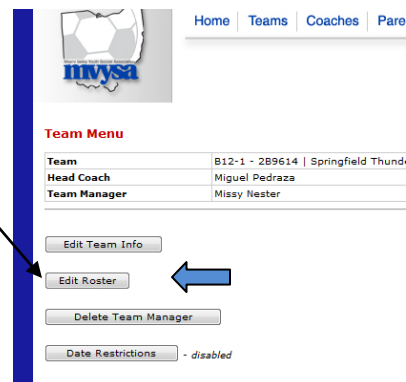 Home Teams Coaches Pare
mvysa
Team Menu
Team B12-1 - 2B9614 | Springfield Thunde
Head Coach Miguel Pedraza
Team Manager Missy Nester
Edit Team Info
Edit Roster
Delete Team Manager
Date Restrictions - disabled